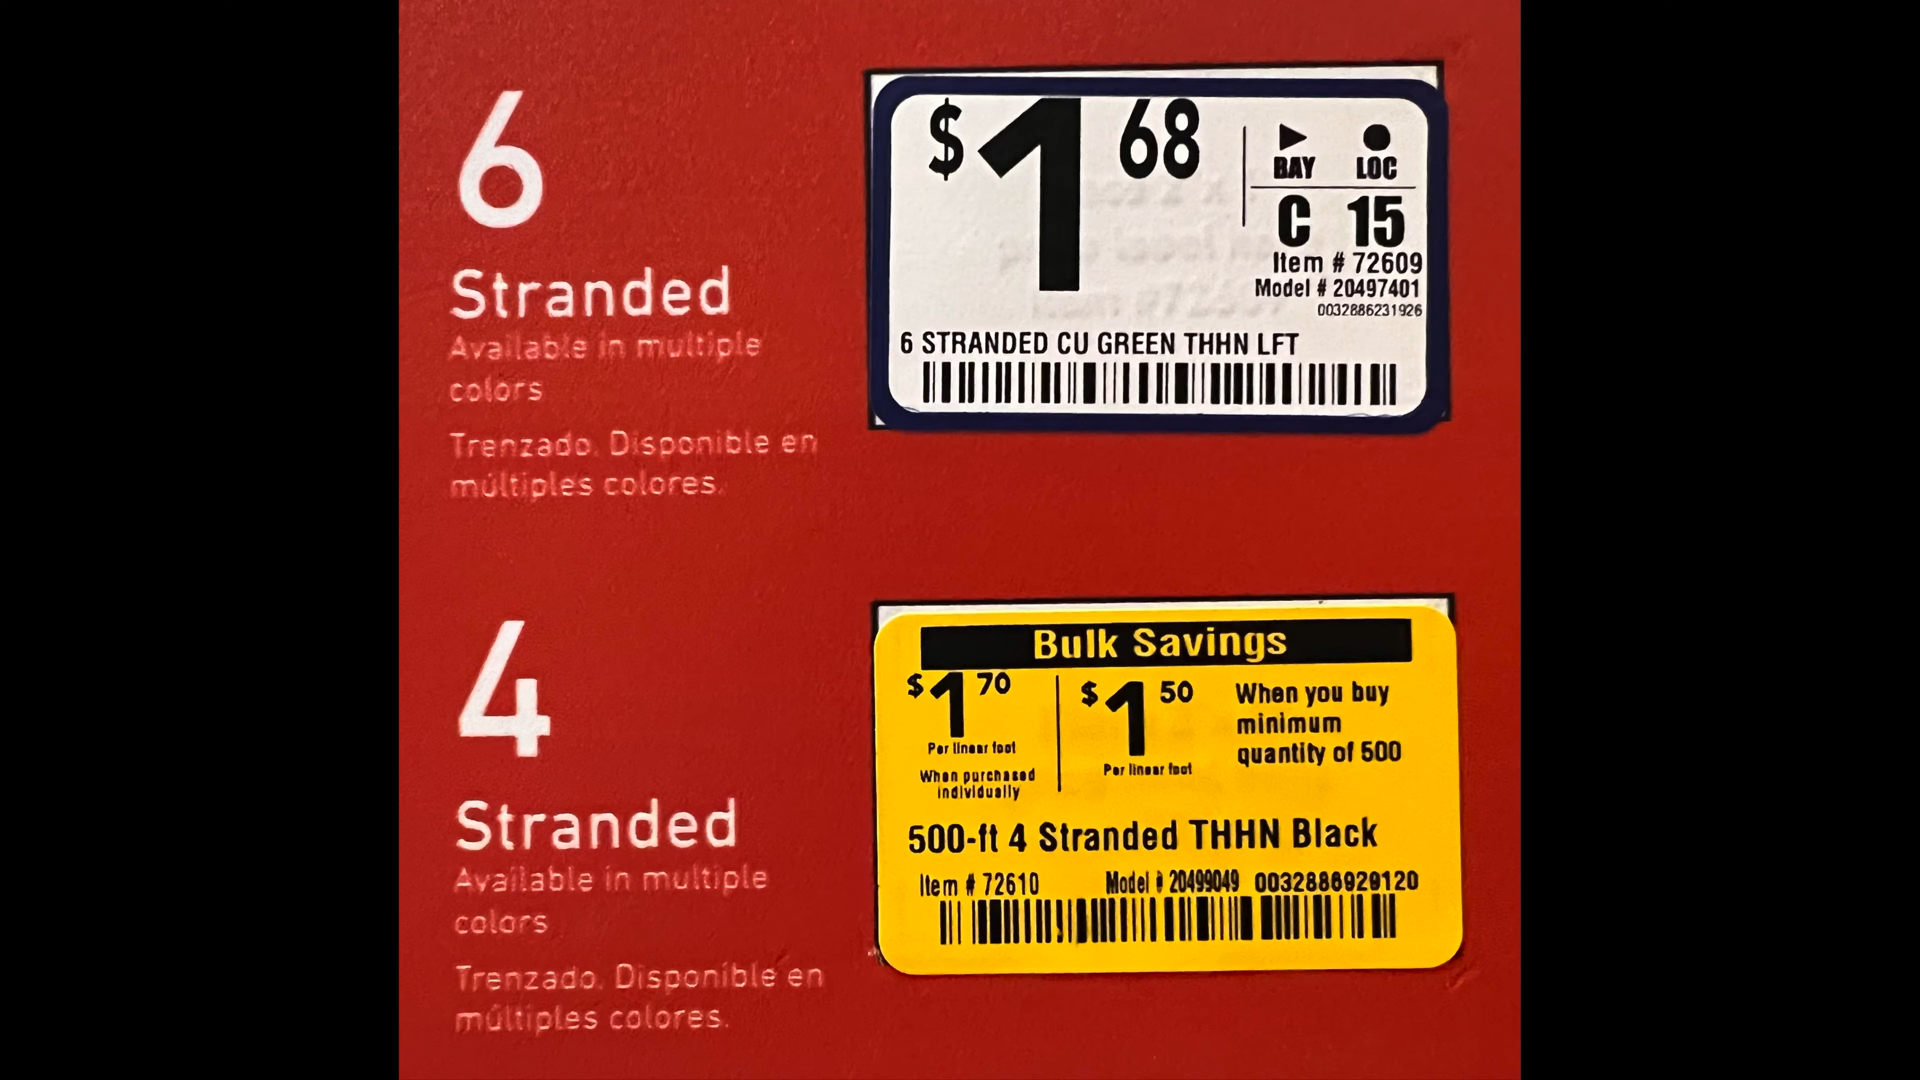 6
Stranded
Available in multiple
colors
Trenzado. Disponible en
múltiples colores.
$1 68
BAY LOC
C 15
Item # 72609
Model # 20497401
0032886231926
6 STRANDED CU GREEN THHN LFT
4
Stranded
Available in multiple
colors
Trenzado. Disponible en
múltiples colores.
Bulk Savings
$1 70
Per linear foot
When purchased
individually
$1 50
Per linear foot
When you buy
minimum
quantity of 500
500-ft 4 Stranded THHN Black
Item # 72610 Model # 20499049 0032886929120